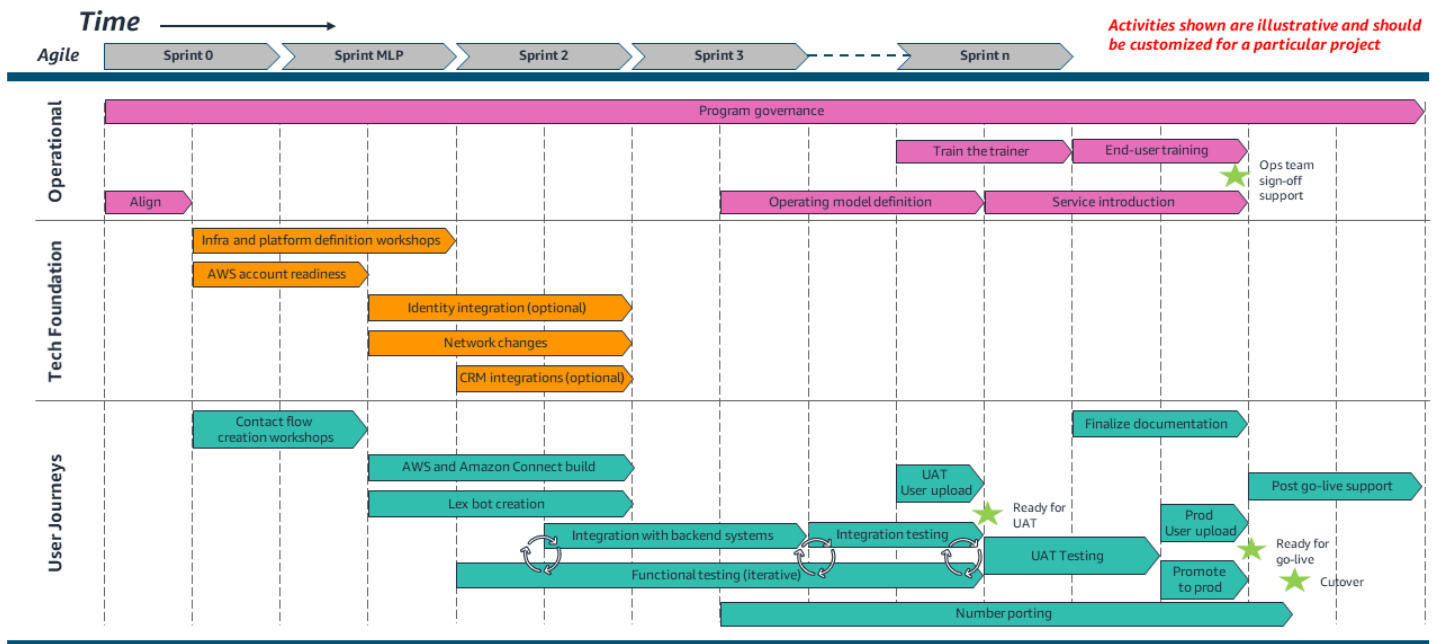 Time
Activities shown are illustrative and should
be customized for a particular project
Agile
Sprint 0
Sprint MLP
Sprint 2
Sprint 3
Sprint n
Operational
Program governance
Train the trainer
End-user training
Ops team
sign-off
support
Align
Operating model definition
Service introduction
Tech Foundation
Infra and platform definition workshops
AWS account readiness
Identity integration (optional)
Network changes
CRM integrations (optional)
User Journeys
Contact flow
creation workshops
Finalize documentation
AWS and Amazon Connect build
UAT
User upload
Post go-live support
Lex bot creation
Ready for
UAT
Prod
User upload
Integration with backend systems
Integration testing
UAT Testing
Ready for
go-live
Functional testing (iterative)
Promote
to prod
Cutover
Number porting